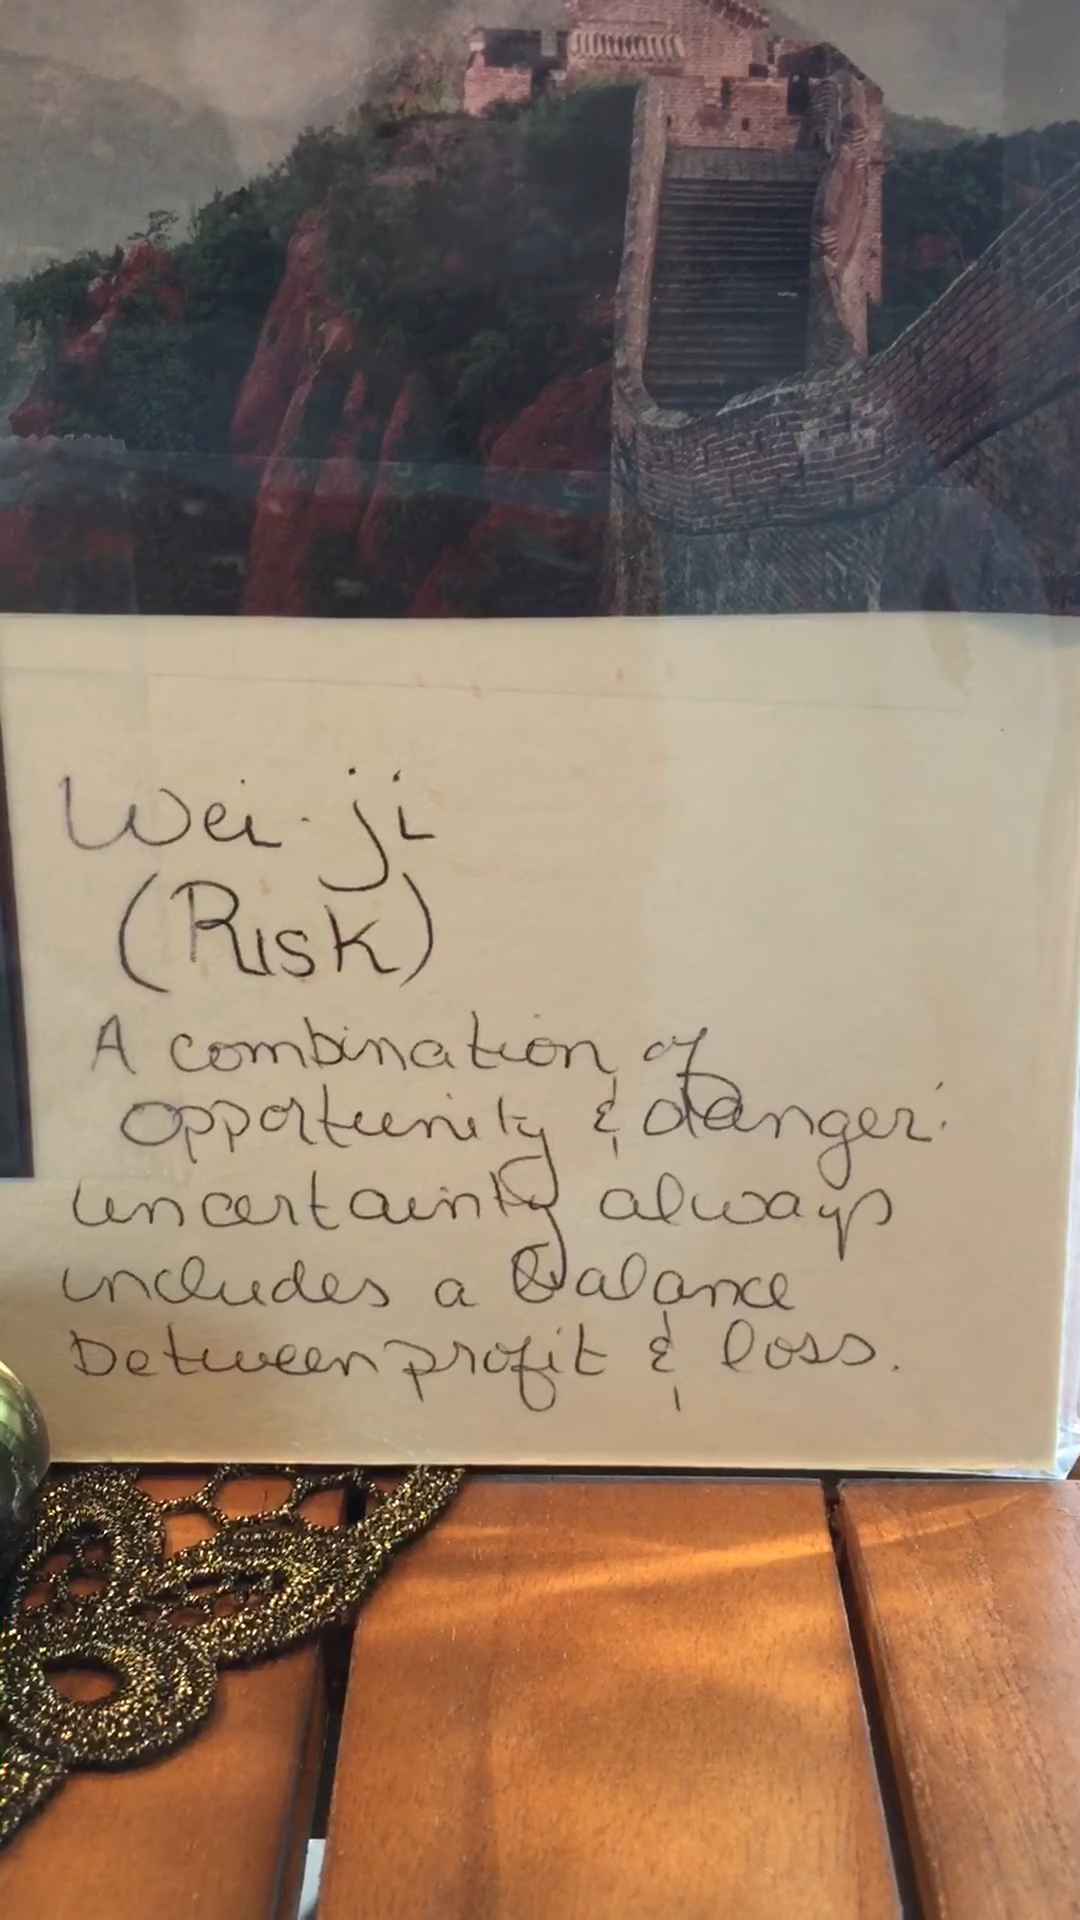 Wei-ji
(Risk)
A combination of
opportunity & danger:
uncertainty always
includes a balance
between profit & loss.